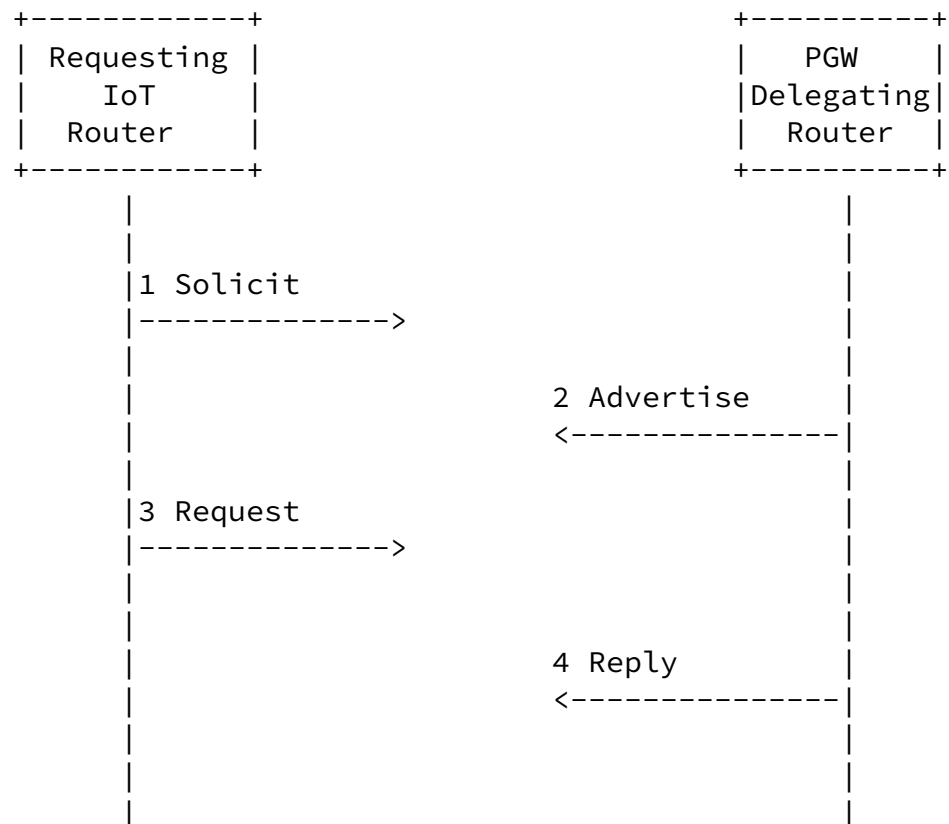 Requesting PGW
IoT Delegating
Router Router
1 Solicit
2 Advertise
3 Request
4 Reply